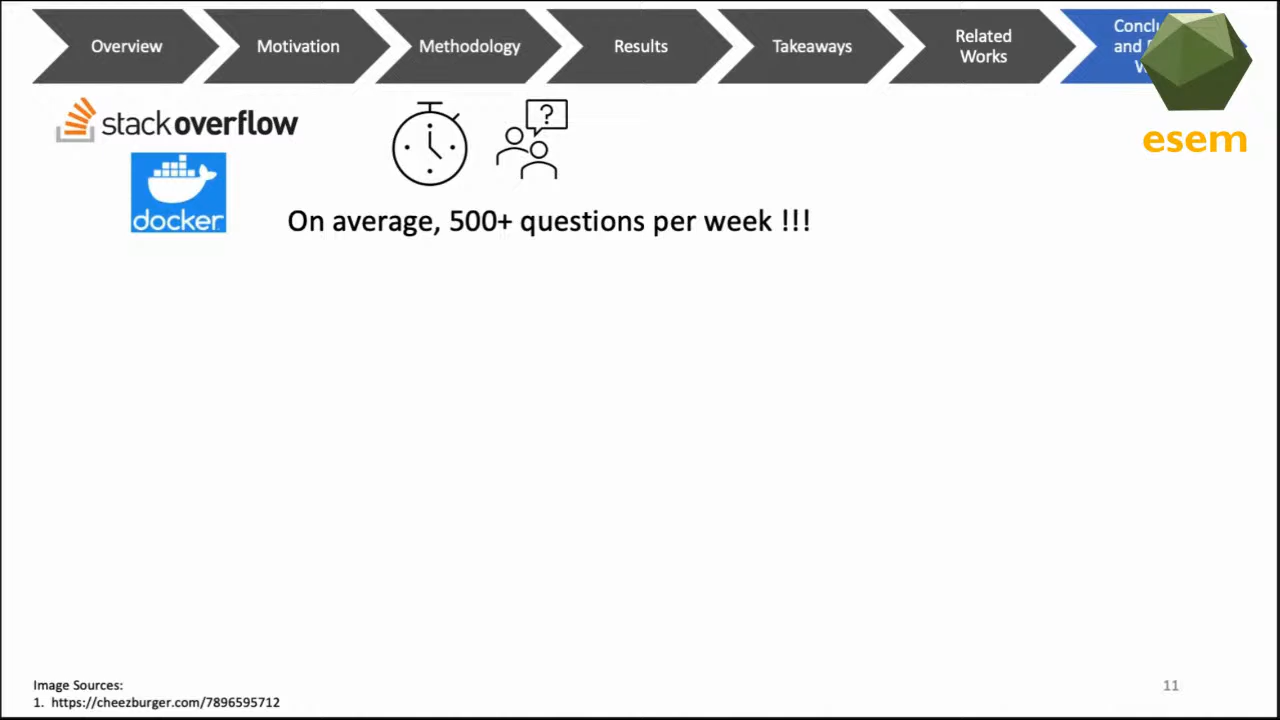 Overview
Motivation
Methodology
Results
Takeaways
Related
Works
and
esem
stackoverflow
docker
On average, 500+ questions per week !!!
Image Sources:
1. https://cheezburger.com/7896595712
11